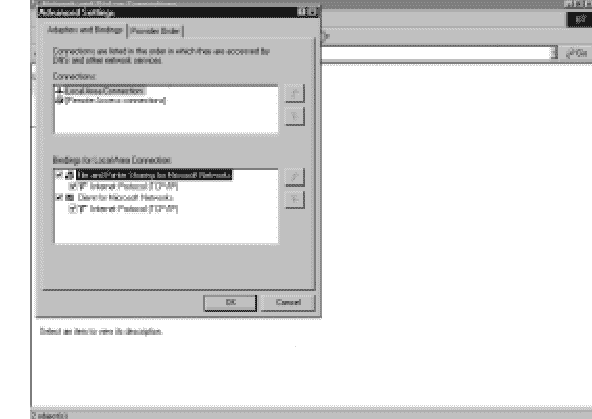 Advanced Settings
Adapters and Bindings
Provider Order
Connections are listed in the order in which they are accessed by
DNS and other network services.
Connections:
Local Area Connection
[Remote Access connections]
Bindings for Local Area Connection:
File and Printer Sharing for Microsoft Networks
Internet Protocol (TCP/IP)
Client for Microsoft Networks
Internet Protocol (TCP/IP)
OK
Cancel
Go
Select an item to view its description.
2 object(s)